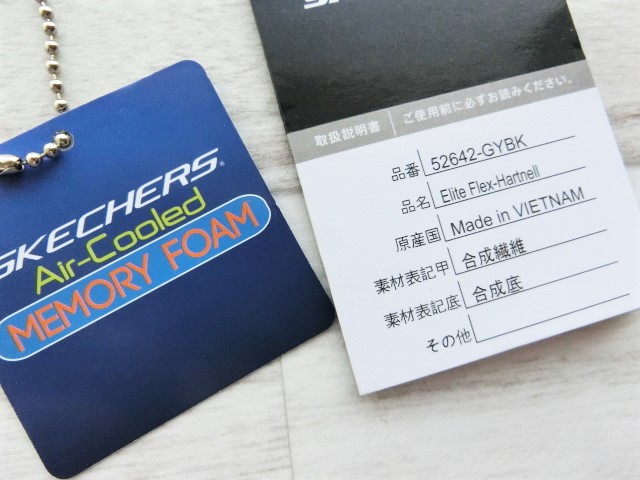 SKECHERS
Air-Cooled
MEMORY FOAM
取扱説明書 ご使用前に必ずお読みください。
品番 52642-GYBK
品名 Elite Flex-Hartnell
原産国 Made in VIETNAM
素材表記甲 合成繊維
素材表記底 合成底
その他